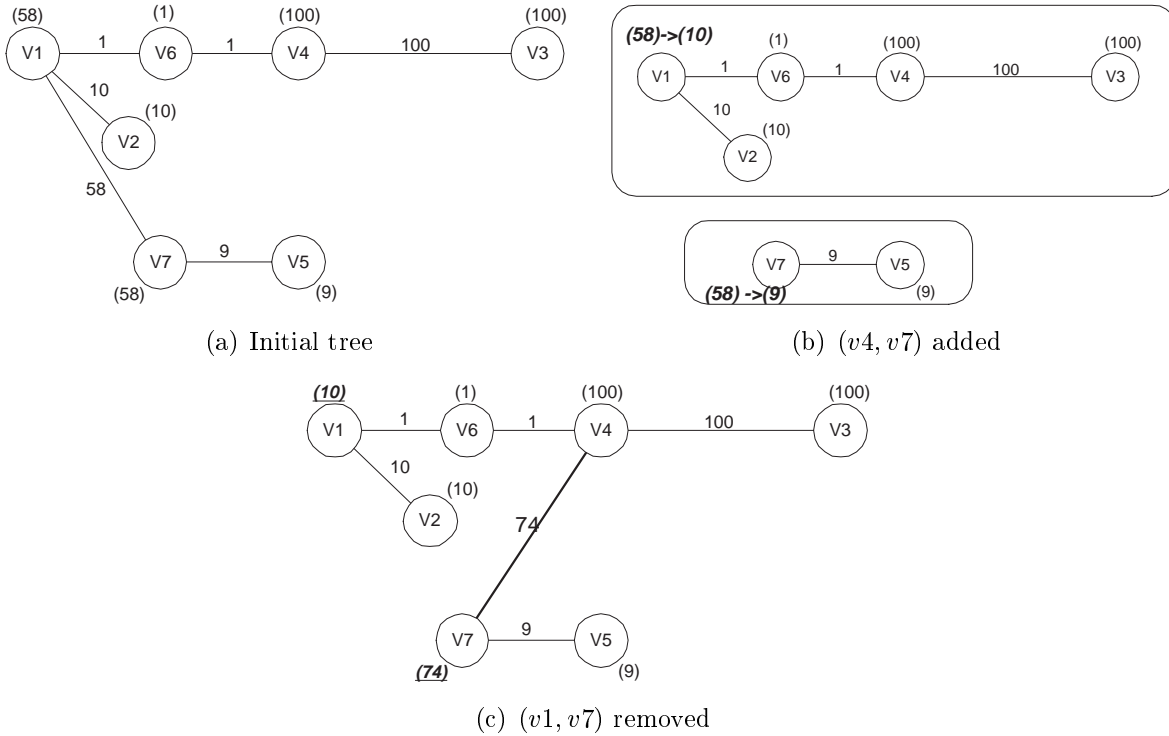 (58) (1) (100) (100)
V1 1 V6 1 V4 100 V3
10
(10)
V2
58
V7 9 V5
(58) (9)
(a) Initial tree
(58)->(10) (1) (100) (100)
V1 1 V6 1 V4 100 V3
10
(10)
V2
V7 9 V5
(58) ->(9) (9)
(b) (v4, v7) added
(10) (1) (100) (100)
V1 1 V6 1 V4 100 V3
10
(10)
V2
74
V7 9 V5
(74) (9)
(c) (v1, v7) removed